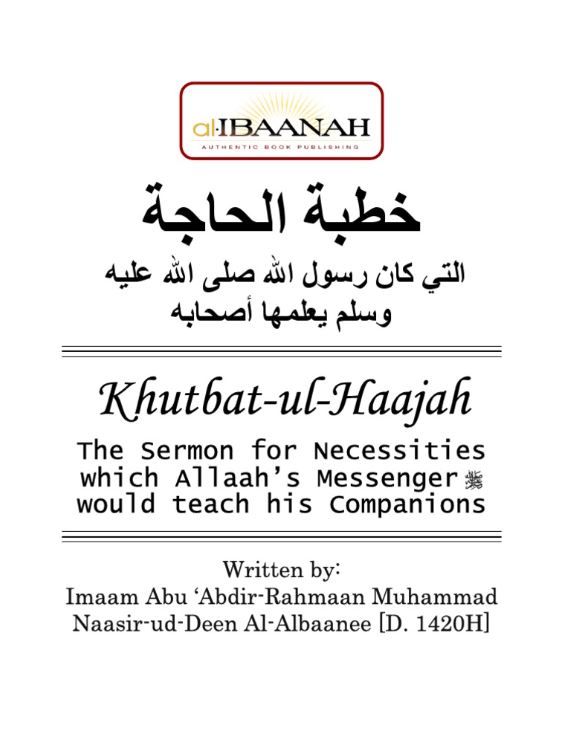 al-IBAANAH
AUTHENTIC BOOK PUBLISHING
خطبة الحاجة
التي كان رسول الله صلى الله عليه
وسلم يعلمها أصحابه
Khutbat-ul-Haajah
The Sermon for Necessities
which Allaah’s Messenger ﷺ
would teach his Companions
Written by:
Imaam Abu ‘Abdir-Rahmaan Muhammad
Naasir-ud-Deen Al-Albaanee [D. 1420H]